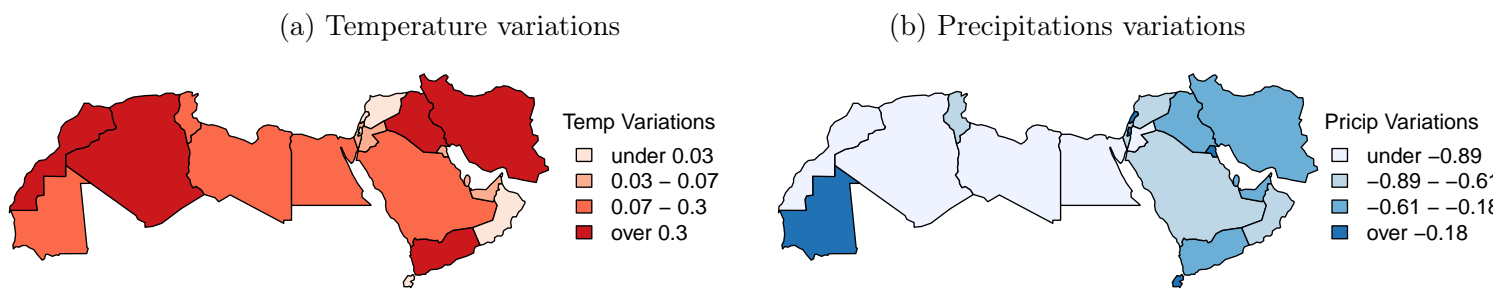 (a) Temperature variations
Temp Variations
under 0.03
0.03 − 0.07
0.07 − 0.3
over 0.3
(b) Precipitations variations
Pricip Variations
under −0.89
−0.89 − −0.61
−0.61 − −0.18
over −0.18